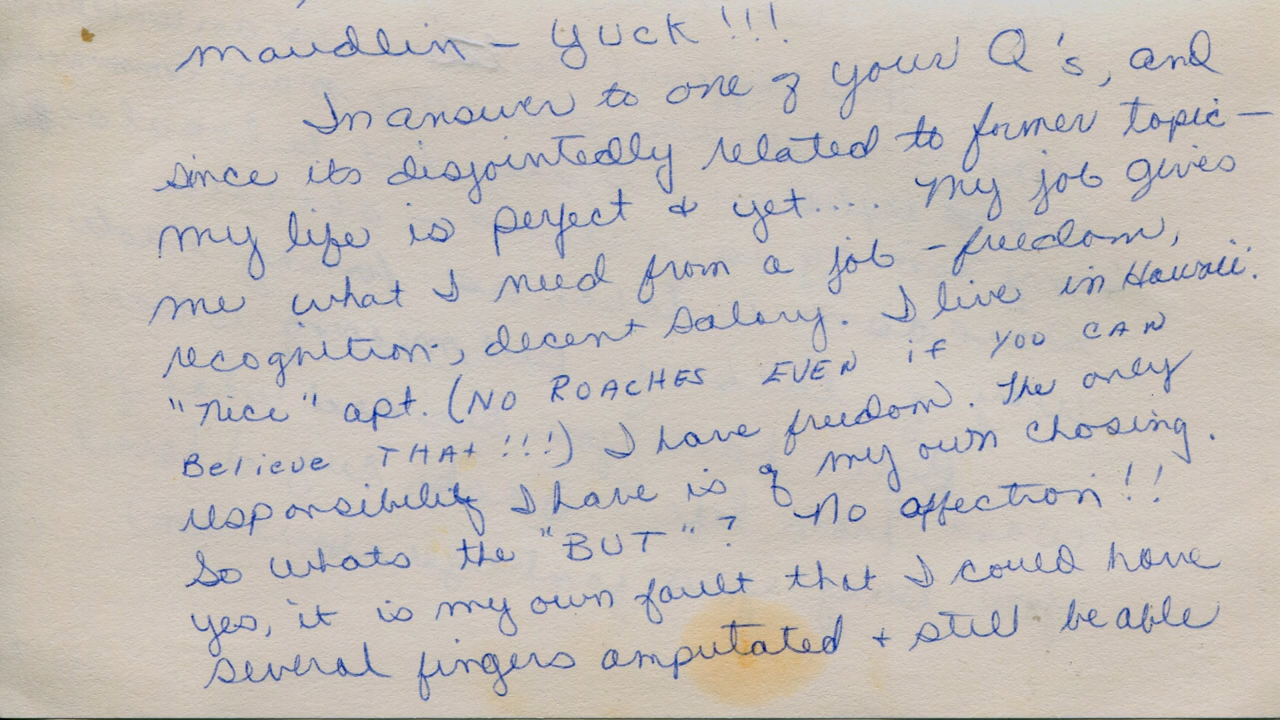 maudlin - YUCK!!!
In answer to one of your Q's, and
since its disjointedly related to former topic -
my life is perfect & yet..... My job gives
me what I need from a job - freedom,
recognition, decent salary. I live in Hawaii.
"Nice" apt. (NO ROACHES EVEN if YOU CAN
Believe THAt!!!) I have freedom. The only
responsibility I have is of my own chosing.
So whats the "BUT"? No affection!!
Yes, it is my own fault that I could have
several fingers amputated & still be able